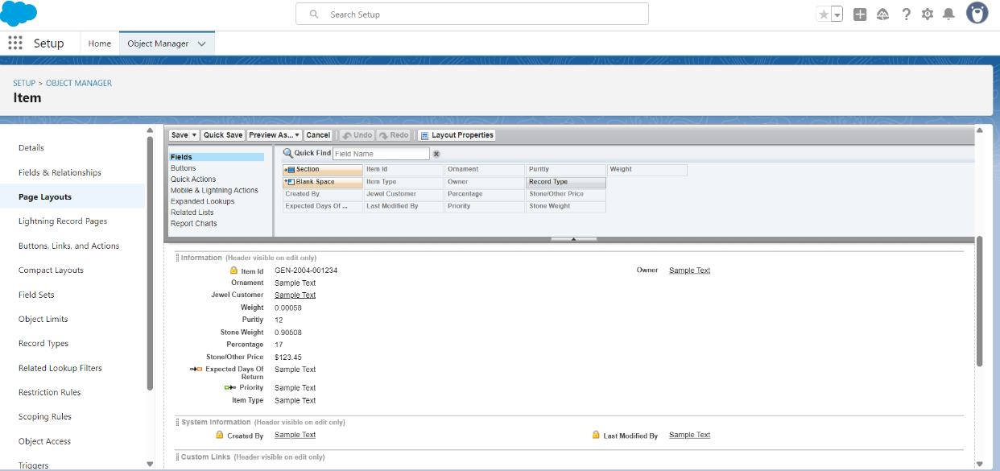 Search Setup
Setup Home Object Manager
SETUP > OBJECT MANAGER
Item
Details
Fields & Relationships
Page Layouts
Lightning Record Pages
Buttons, Links, and Actions
Compact Layouts
Field Sets
Object Limits
Record Types
Related Lookup Filters
Restriction Rules
Scoping Rules
Object Access
Triggers
Save Quick Save Preview As... Cancel Undo Redo Layout Properties
Fields
Buttons
Quick Actions
Mobile & Lightning Actions
Expanded Lookups
Related Lists
Report Charts
Quick Find Field Name
Section Item Id Ornament Puritiy Weight
Blank Space Item Type Owner Record Type
Created By Jewel Customer Percentage Stone/Other Price
Expected Days Of ... Last Modified By Priority Stone Weight
Information (Header visible on edit only)
Item Id GEN-2004-001234 Owner Sample Text
Ornament Sample Text
Jewel Customer Sample Text
Weight 0.00058
Puritiy 12
Stone Weight 0.90508
Percentage 17
Stone/Other Price $123.45
Expected Days Of Sample Text
Return
Priority Sample Text
Item Type Sample Text
System Information (Header visible on edit only)
Created By Sample Text Last Modified By Sample Text
Custom Links (Header visible on edit only)